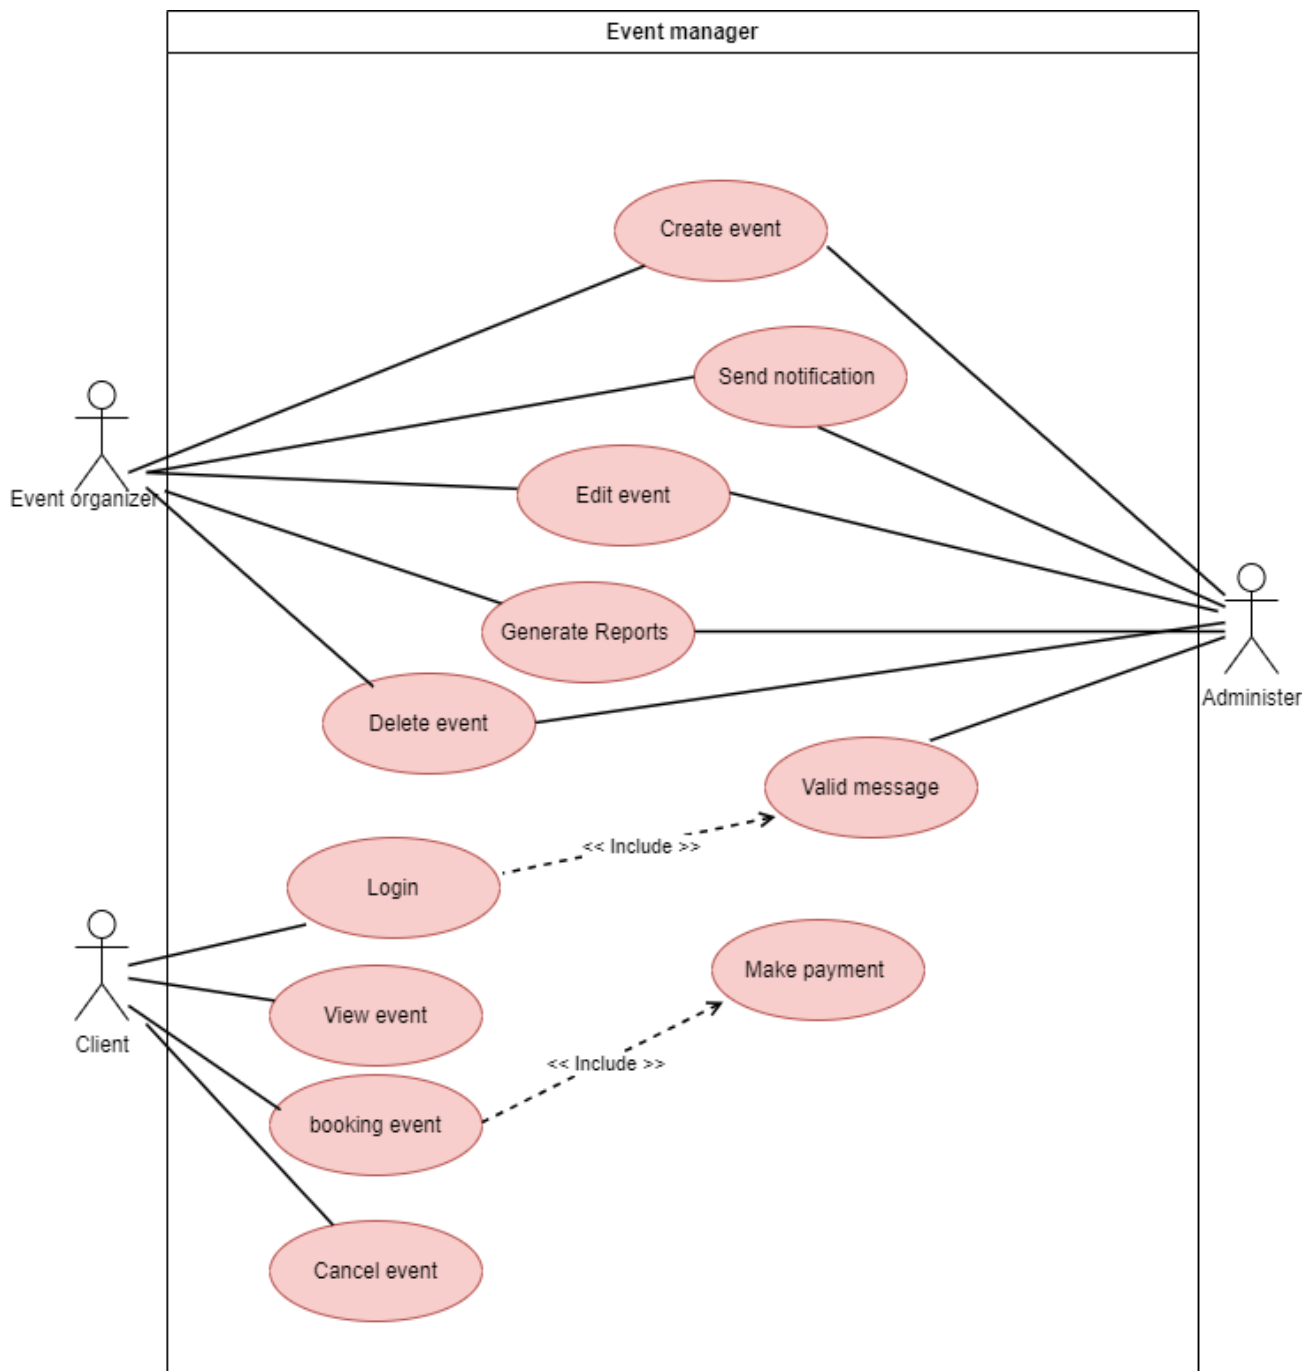 Event manager
Create event
Send notification
Edit event
Event organizer
Generate Reports
Administer
Delete event
Valid message
<< Include >>
Login
Make payment
View event
Client
<< Include >>
booking event
Cancel event